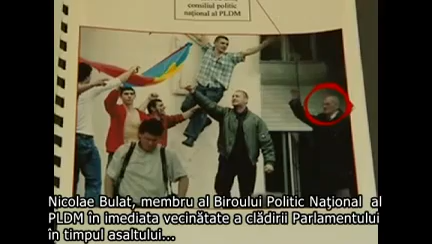 consiliul politic
național al PLDM
Nicolae Bulat, membru al Biroului Politic Naţional al
PLDM în imediata vecinătate a clădirii Parlamentului
în timpul asaltului...